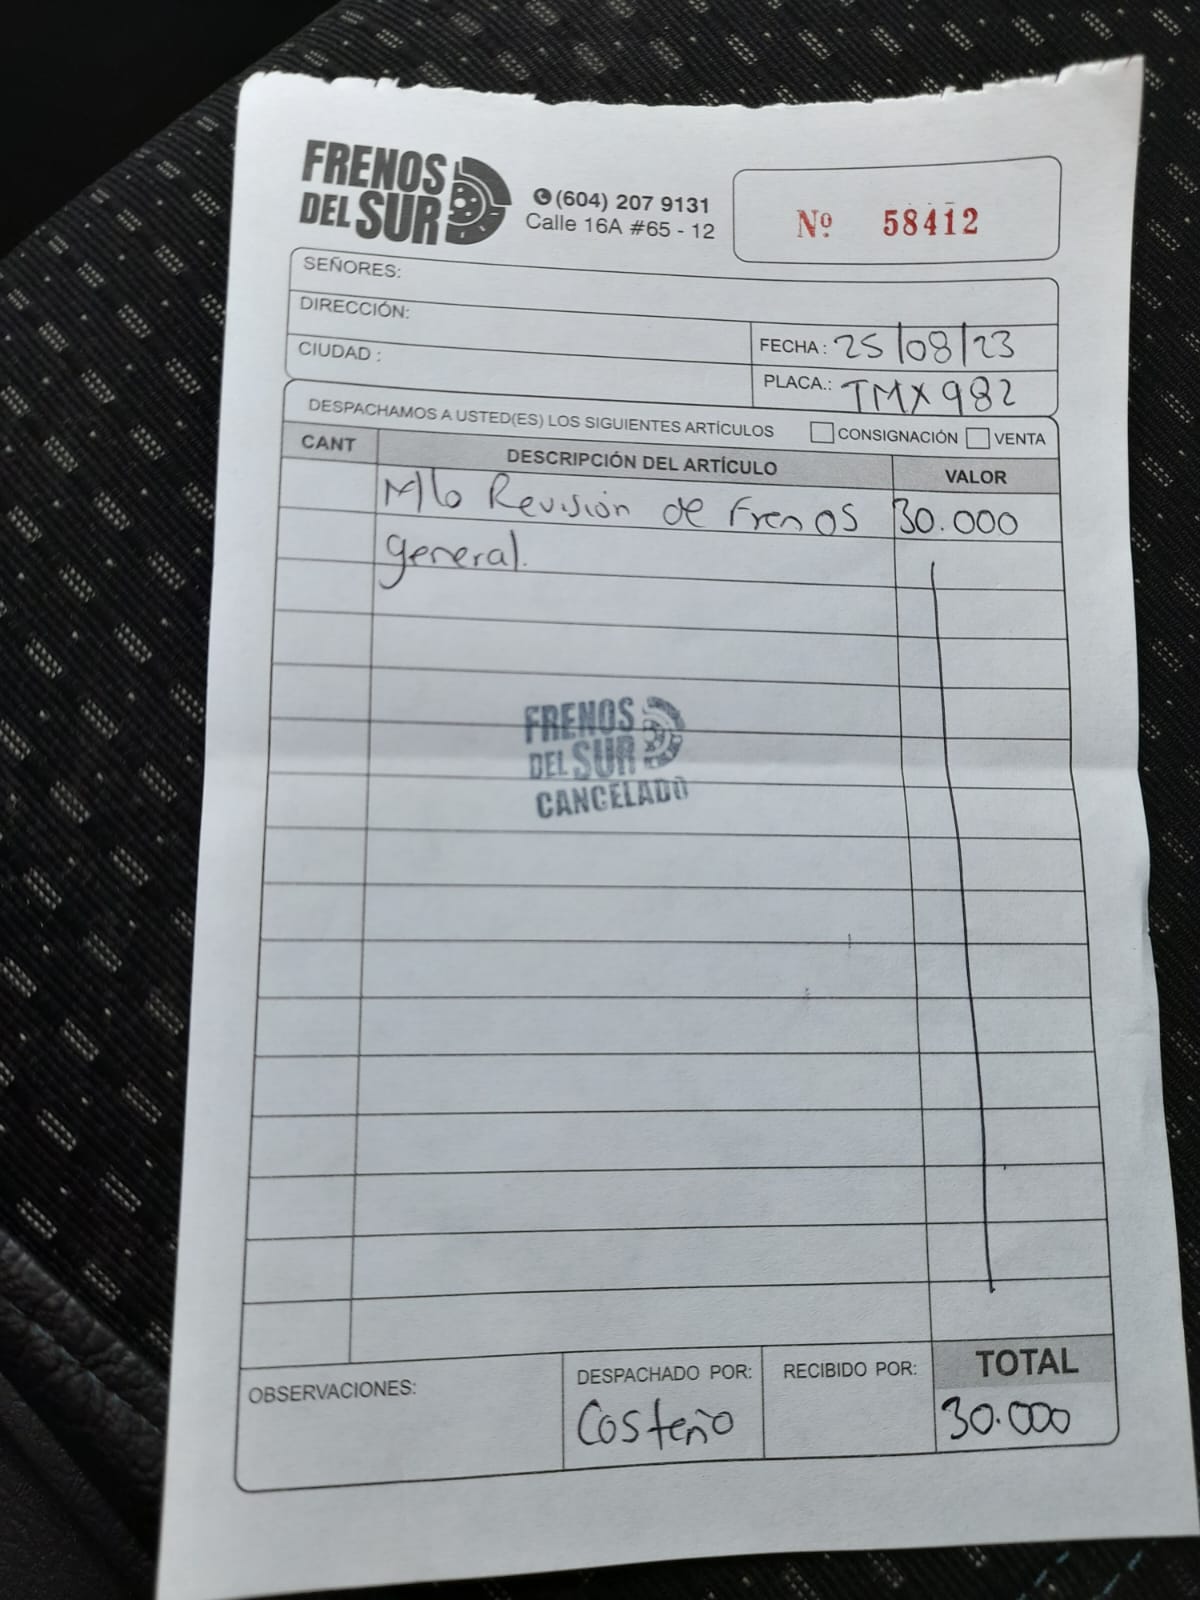 FRENOS
DEL SUR
(604) 207 9131
Calle 16A #65 - 12
Nº 58412
SEÑORES:
DIRECCIÓN:
CIUDAD :
FECHA: 25/08/23
PLACA.: TMX982
DESPACHAMOS A USTED(ES) LOS SIGUIENTES ARTÍCULOS CONSIGNACIÓN VENTA
CANT DESCRIPCIÓN DEL ARTÍCULO VALOR
M/o Revisión de Frenos 30.000
general.
FRENOS
DEL SUR
CANCELADO
OBSERVACIONES:
DESPACHADO POR:
Costeño
RECIBIDO POR:
TOTAL
30.000